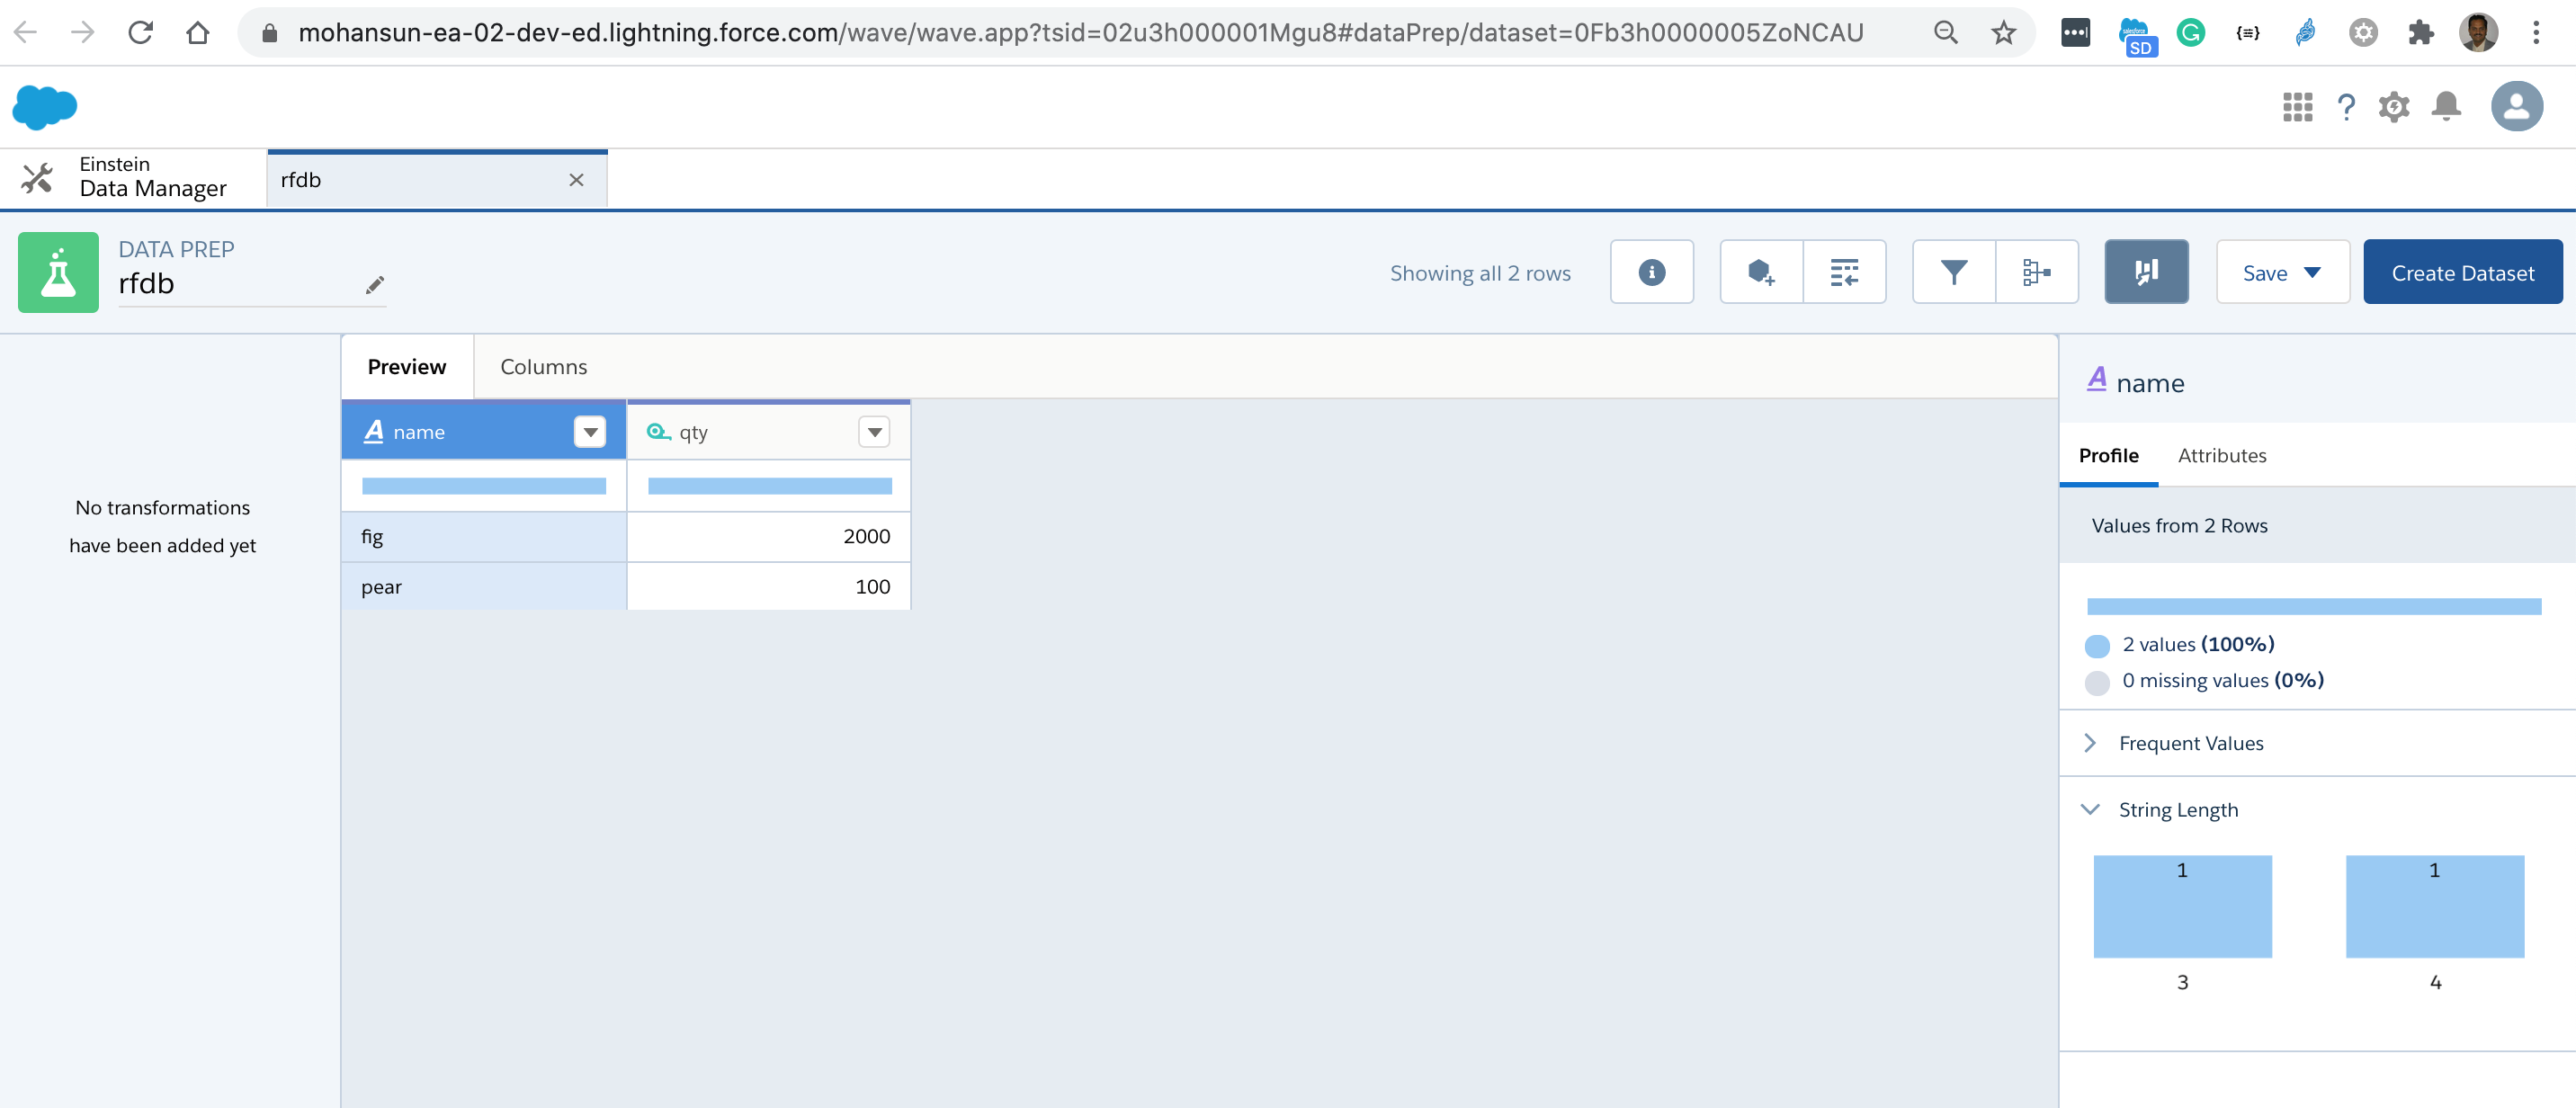 mohansun-ea-02-dev-ed.lightning.force.com/wave/wave.app?tsid=02u3h000001Mgu8#dataPrep/dataset=0Fb3h0000005ZoNCAU
SD
Einstein
Data Manager
rfdb
DATA PREP
rfdb
Showing all 2 rows
Save
Create Dataset
No transformations
have been added yet
Preview
Columns
name
qty
fig
2000
pear
100
name
Profile
Attributes
Values from 2 Rows
2 values (100%)
0 missing values (0%)
Frequent Values
String Length
1
1
3
4